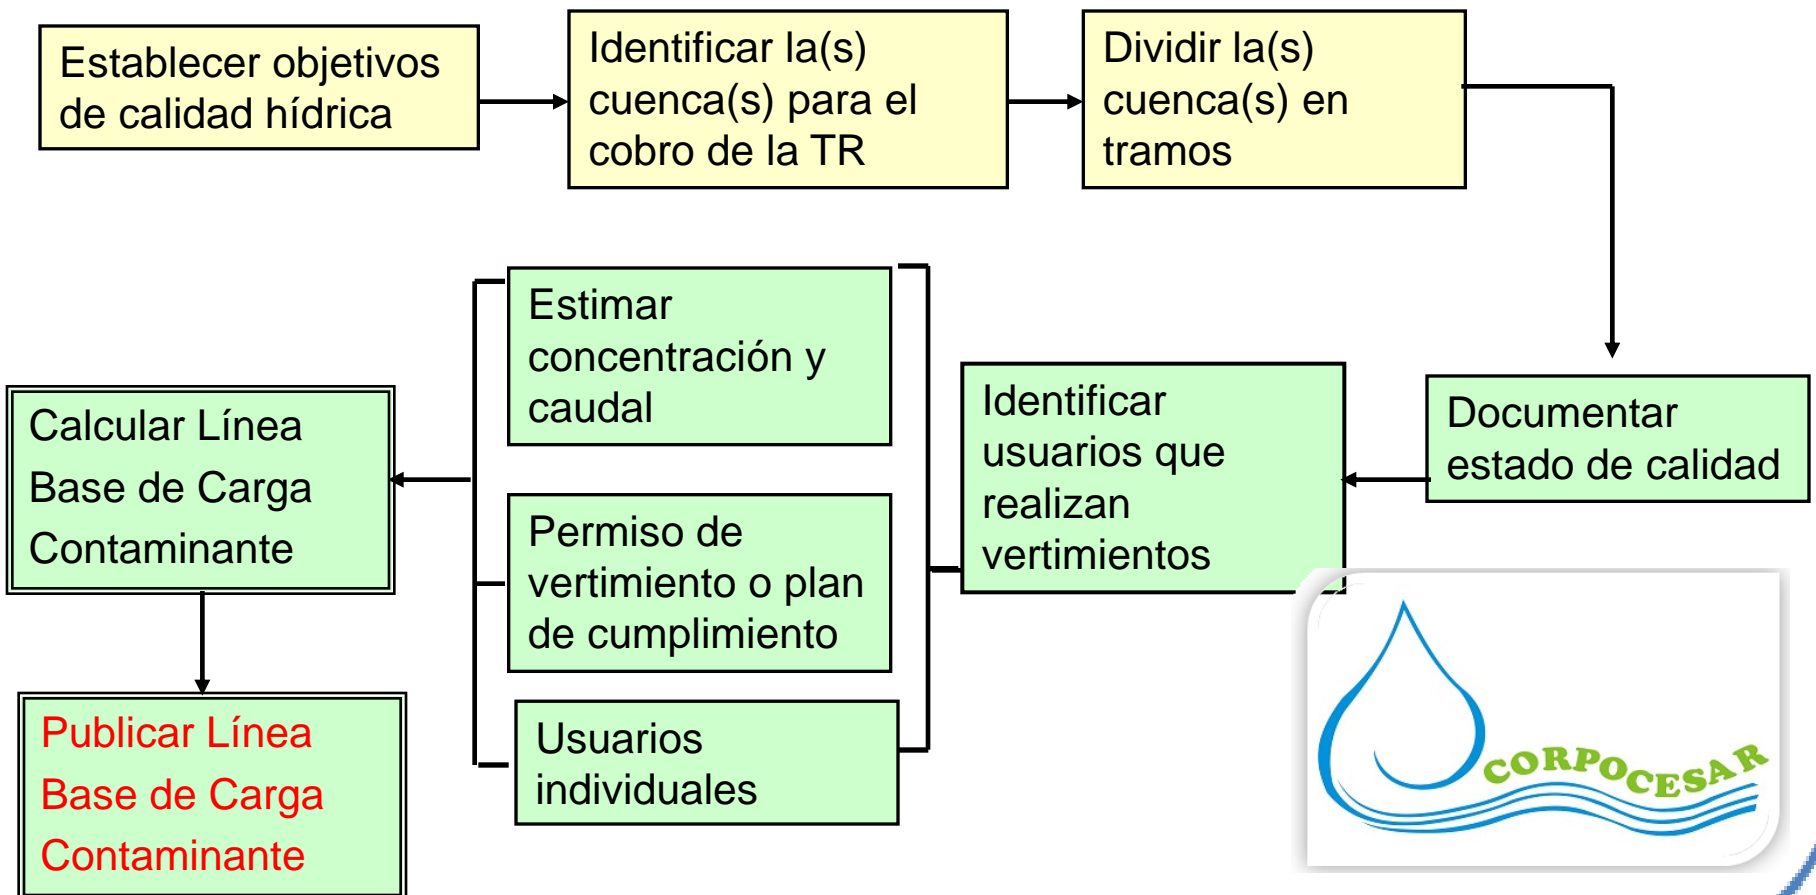 Establecer objetivos
de calidad hídrica
Identificar la(s)
cuenca(s) para el
cobro de la TR
Dividir la(s)
cuenca(s) en
tramos
Documentar
estado de calidad
Identificar
usuarios que
realizan
vertimientos
Estimar
concentración y
caudal
Permiso de
vertimiento o plan
de cumplimiento
Usuarios
individuales
Calcular Línea
Base de Carga
Contaminante
Publicar Línea
Base de Carga
Contaminante
CORPOCESAR